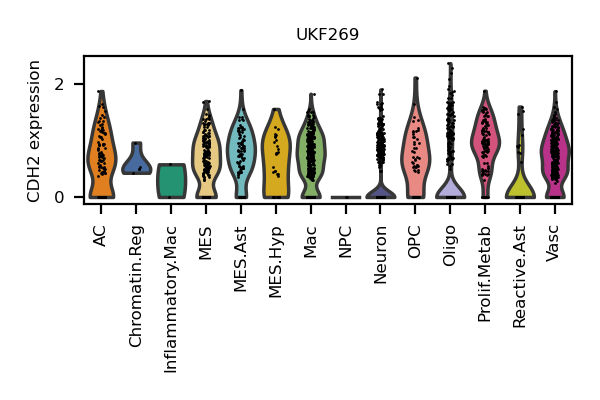 UKF269
CDH2 expression
2
0
AC
Chromatin.Reg
Inflammatory.Mac
MES
MES.Ast
MES.Hyp
Mac
NPC
Neuron
OPC
Oligo
Prolif.Metab
Reactive.Ast
Vasc